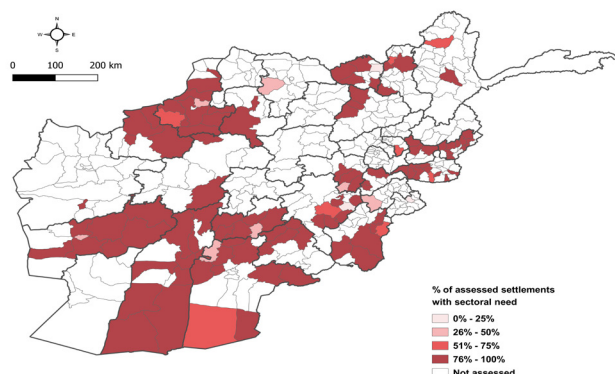 N
W E
S
0 100 200 km
% of assessed settlements
with sectoral need
0% - 25%
26% - 50%
51% - 75%
76% - 100%
Not assessed